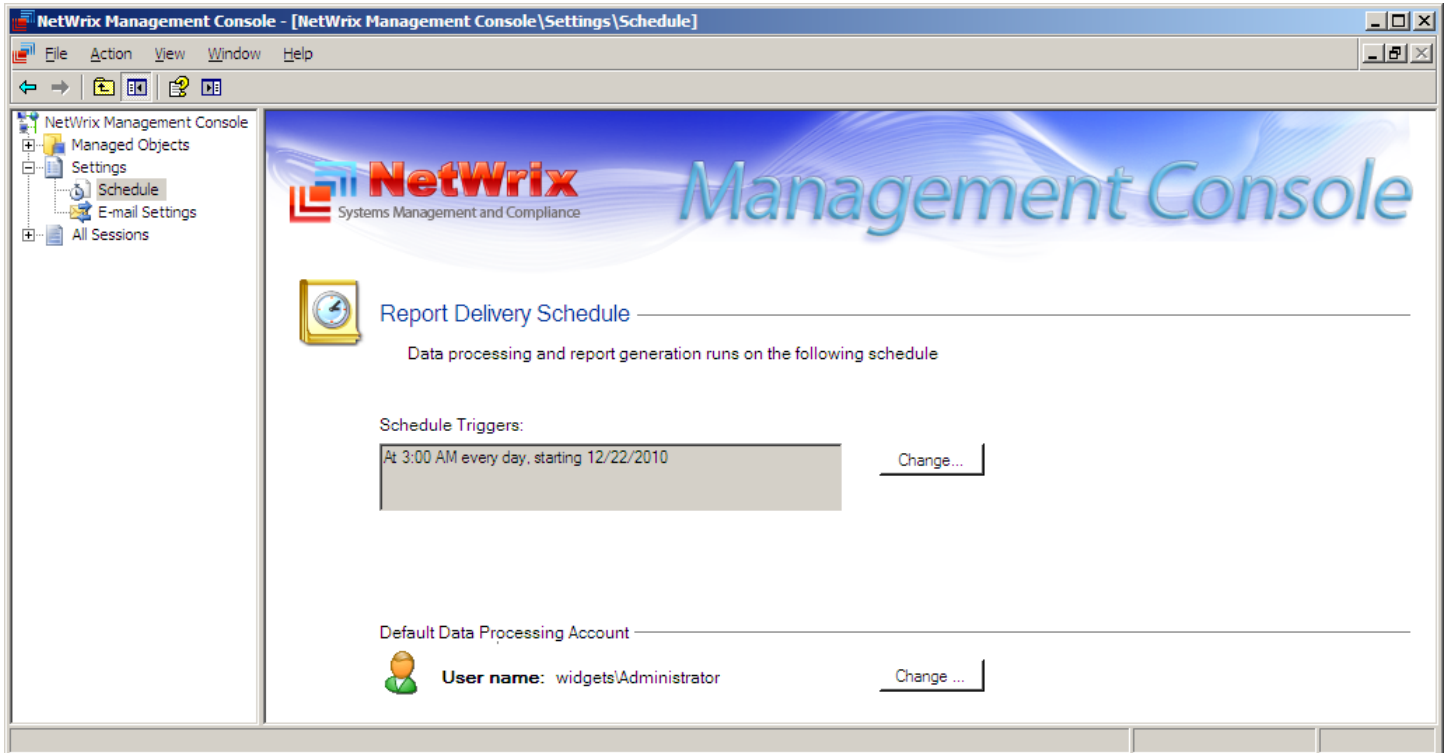 NetWrix Management Console - [NetWrix Management Console\Settings\Schedule]
File Action View Window Help
NetWrix Management Console
Managed Objects
Settings
Schedule
E-mail Settings
All Sessions
NetWrix
Systems Management and Compliance
Management Console
Report Delivery Schedule
Data processing and report generation runs on the following schedule
Schedule Triggers:
At 3:00 AM every day, starting 12/22/2010
Change...
Default Data Processing Account
User name: widgets\Administrator
Change ...